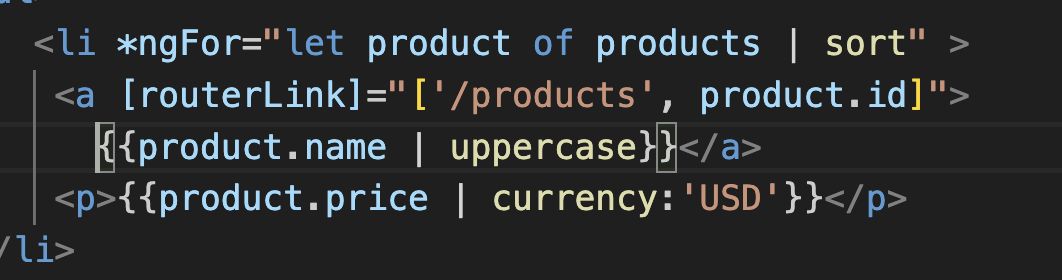 <li *ngFor="let product of products | sort" >
<a [routerLink]="['/products', product.id]">
{{product.name | uppercase}}</a>
<p>{{product.price | currency:'USD'}}</p>
/li>